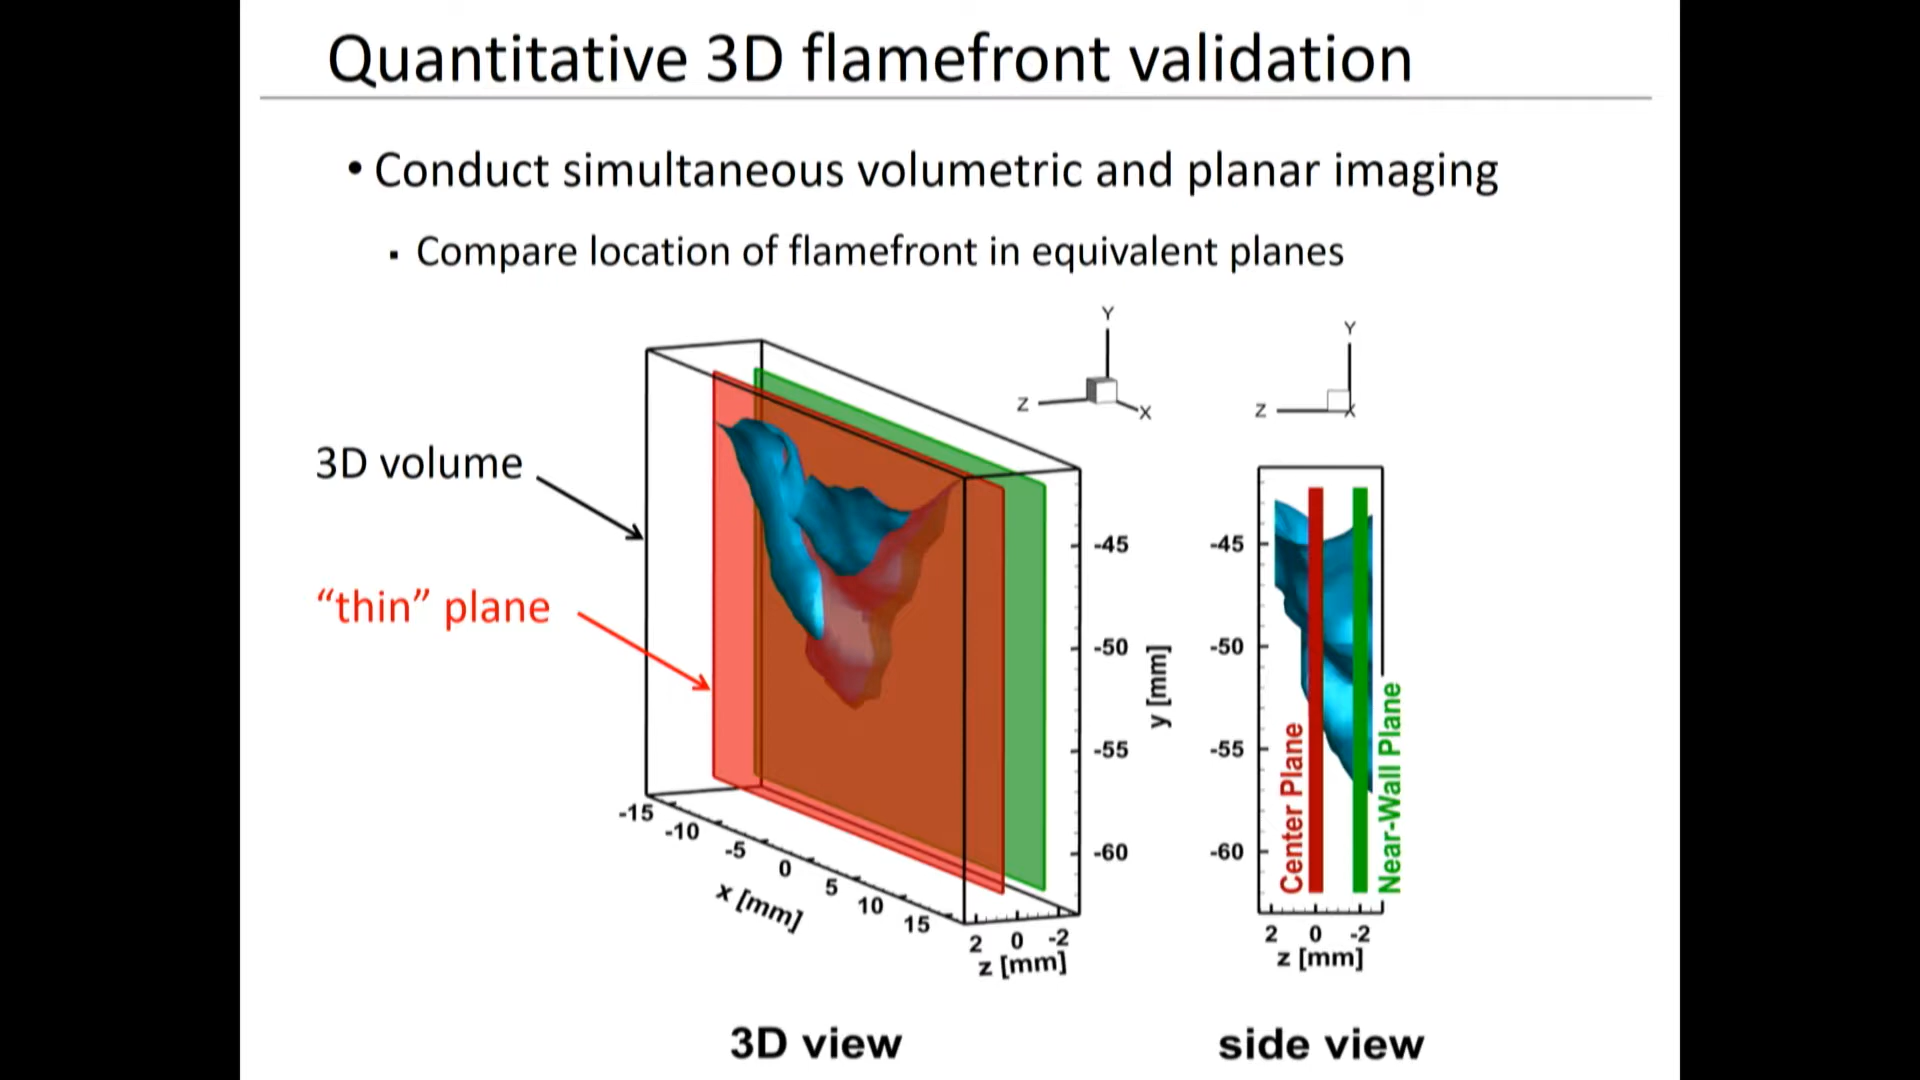 Quantitative 3D flamefront validation
• Conduct simultaneous volumetric and planar imaging
▪ Compare location of flamefront in equivalent planes
Y
Z
X
Y
Z
X
3D volume
“thin” plane
-45
-50
-55
-60
y [mm]
-15
-10
-5
0
5
10
15
x [mm]
2 0 -2
z [mm]
-45
-50
-55
-60
Center Plane
Near-Wall Plane
2 0 -2
z [mm]
3D view
side view